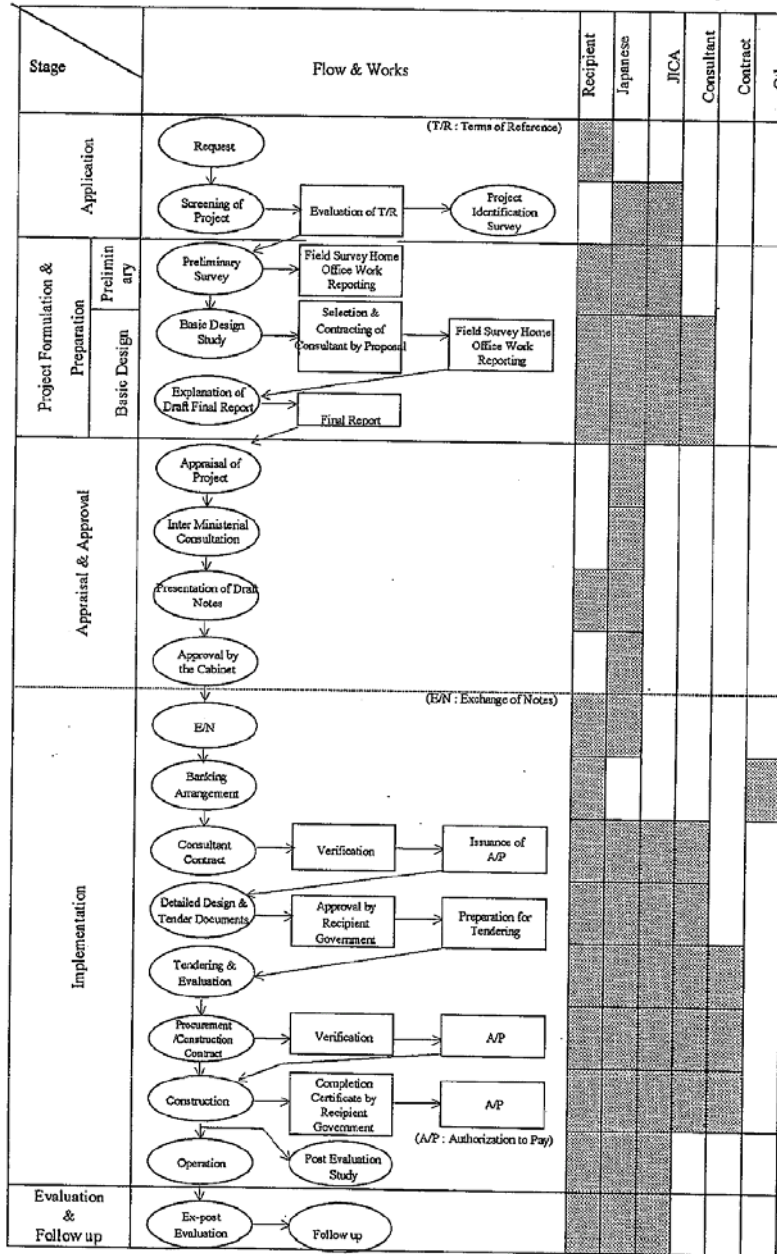 Stage
Flow & Works
Recipient
Japanese
JICA
Consultant
Contract
(T/R : Terms of Reference)
Application
Request
Screening of
Project
Evaluation of T/R
Project
Identification
Survey
Project Formulation &
Preparation
Prelimin
ary
Preliminary
Survey
Field Survey Home
Office Work
Reporting
Basic Design
Basic Design
Study
Selection &
Contracting of
Consultant by Proposal
Field Survey Home
Office Work
Reporting
Explanation of
Draft Final Report
Final Report
Appraisal & Approval
Appraisal of
Project
Inter Ministerial
Consultation
Presentation of Draft
Notes
Approval by
the Cabinet
Implementation
(E/N : Exchange of Notes)
E/N
Banking
Arrangement
Consultant
Contract
Verification
Issuance of
A/P
Detailed Design &
Tender Documents
Approval by
Recipient
Government
Preparation for
Tendering
Tendering &
Evaluation
Procurement
/Construction
Contract
Verification
A/P
Construction
Completion
Certificate by
Recipient
Government
A/P
(A/P : Authorization to Pay)
Operation
Post Evaluation
Study
Evaluation
&
Follow up
Ex-post
Evaluation
Follow up